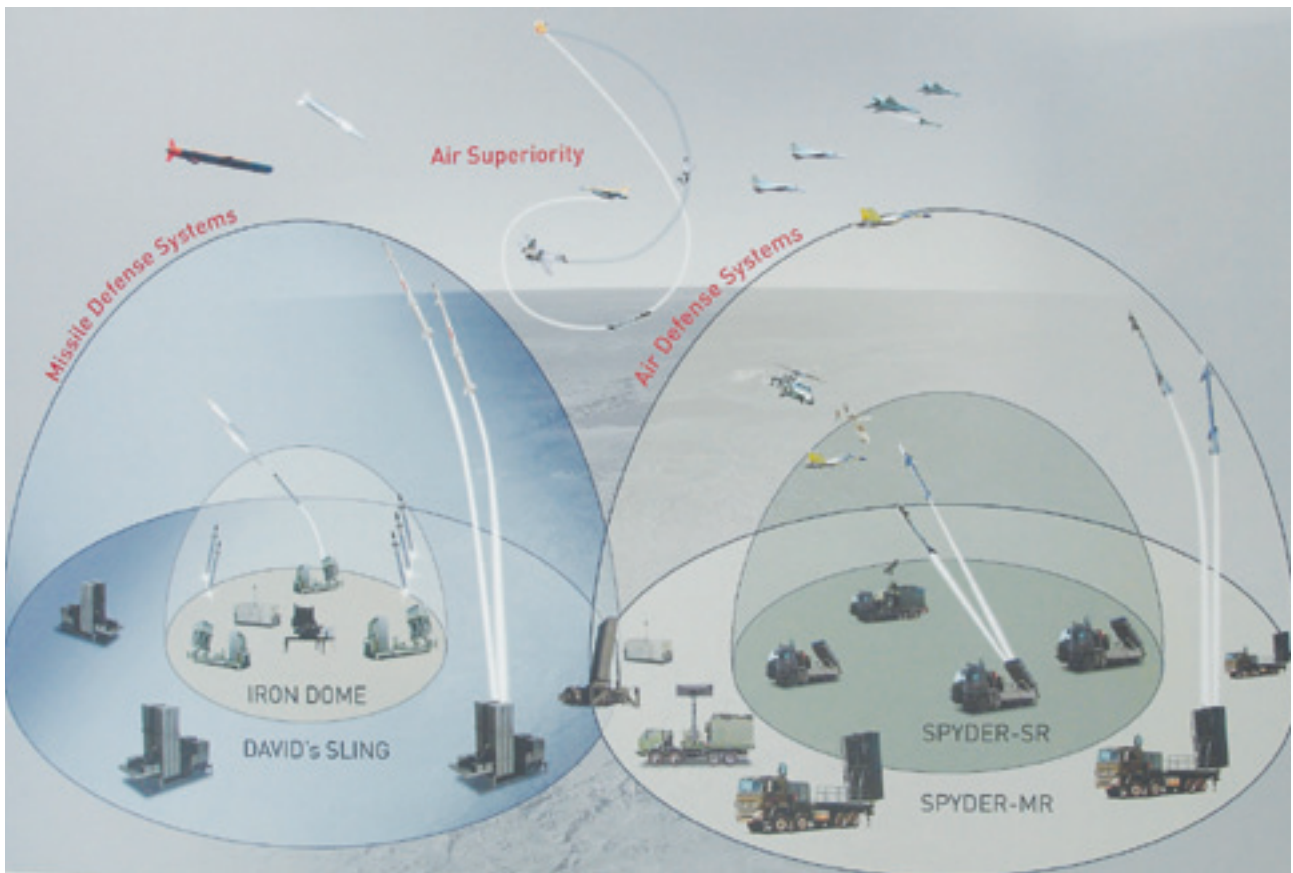 Air Superiority
Missile Defense Systems
Air Defense Systems
IRON DOME
DAVID's SLING
SPYDER-SR
SPYDER-MR